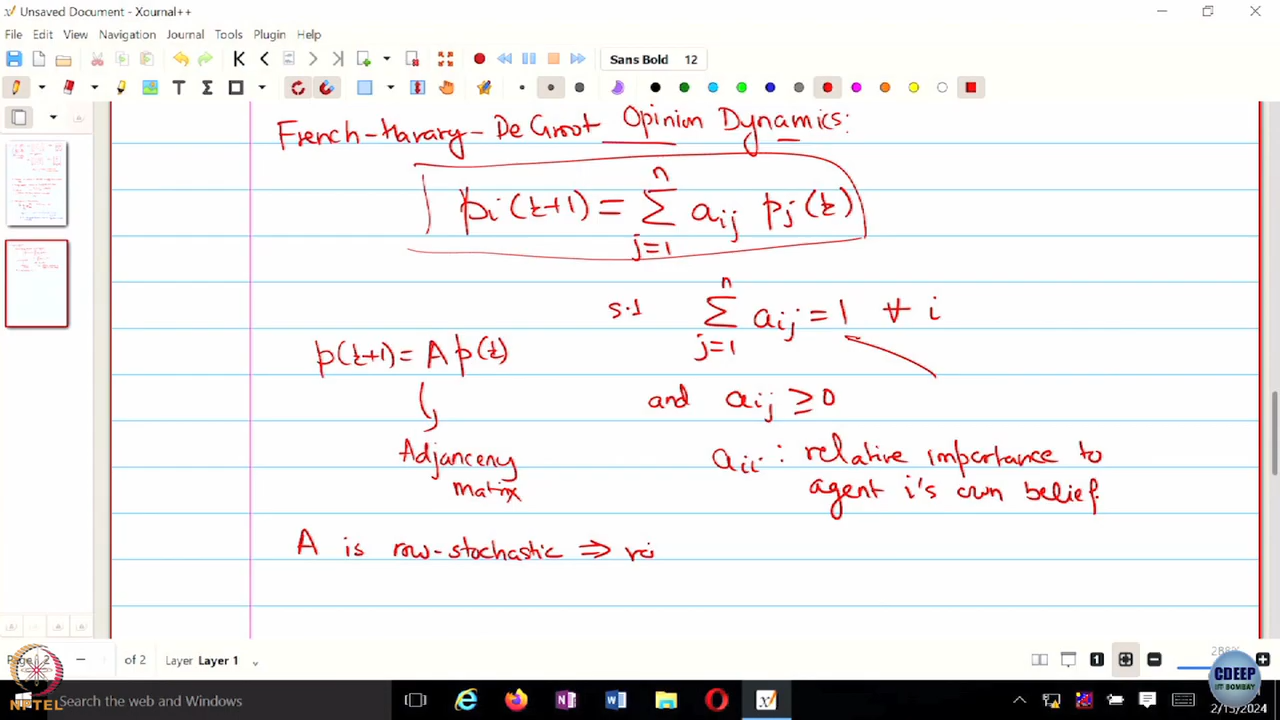 Unsaved Document - Xournal++
File Edit View Navigation Journal Tools Plugin Help
Sans Bold 12
French-Harary-DeGroot Opinion Dynamics:
pi(t+1) = n Σ j=1 aij pj(t)
s.t n Σ j=1 aij = 1 ∀ i
p(t+1) = A p(t)
and aij ≥ 0
Adjancency
matrix
aii : relative importance to
agent i's own belief
A is row-stochastic ⇒
of 2 Layer Layer 1
288%
CDEEP
IIT BOMBAY
NPTEL
Search the web and Windows
2/15/2024